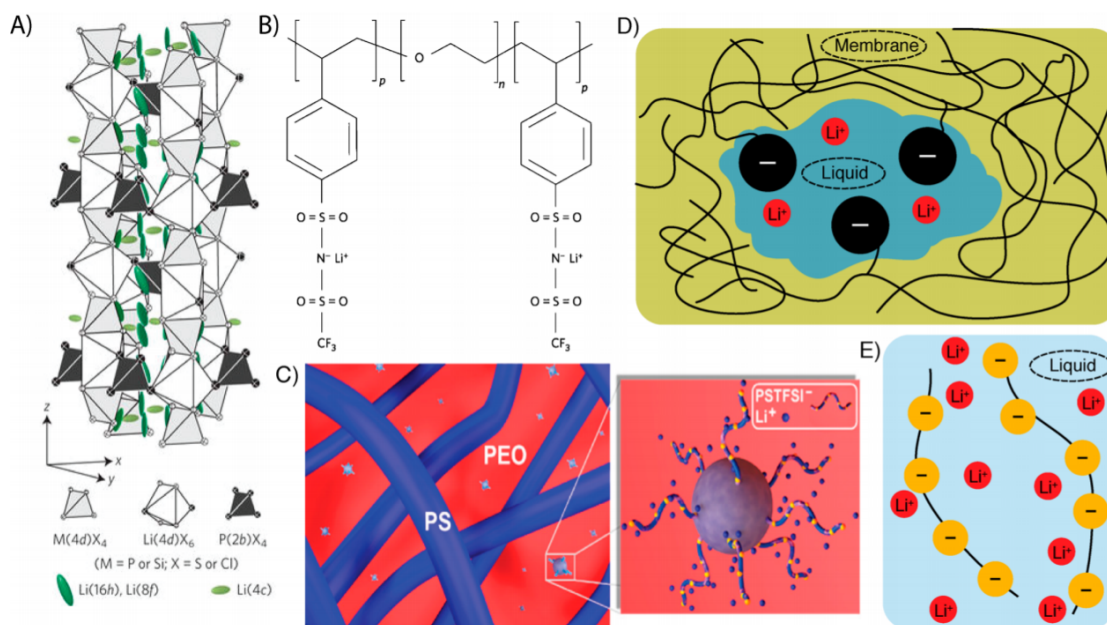 A)
z
x
y
M(4d)X₄
Li(4d)X₆
P(2b)X₄
(M = P or Si; X = S or Cl)
Li(16h), Li(8f)
Li(4c)
B)
p
O
n
p
O=S=O
O=S=O
N⁻ Li⁺
N⁻ Li⁺
O=S=O
O=S=O
CF₃
CF₃
C)
PEO
PS
PSTFSI⁻
Li⁺
D)
Membrane
Li⁺
−
−
Liquid
Li⁺
Li⁺
−
E)
Li⁺
−
Liquid
Li⁺
Li⁺
−
−
−
−
Li⁺
Li⁺
Li⁺
−
−
Li⁺
−
−
Li⁺
Li⁺